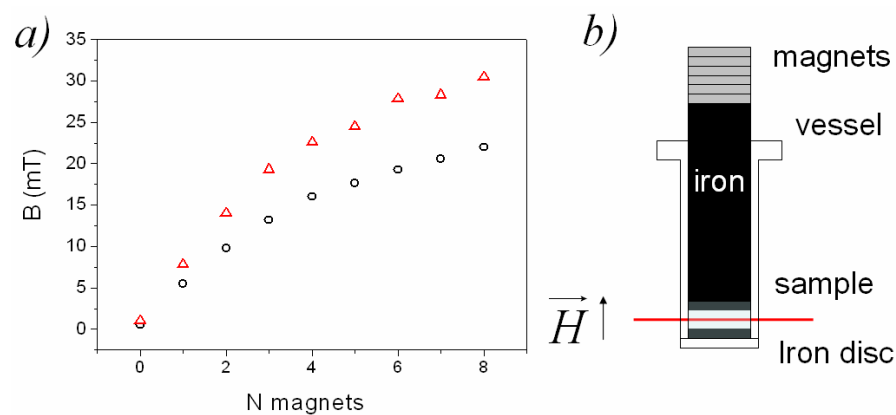 a)
35
30
25
20
15
10
5
0
B (mT)
0 2 4 6 8
N magnets
b)
magnets
vessel
iron
sample
H
Iron disc